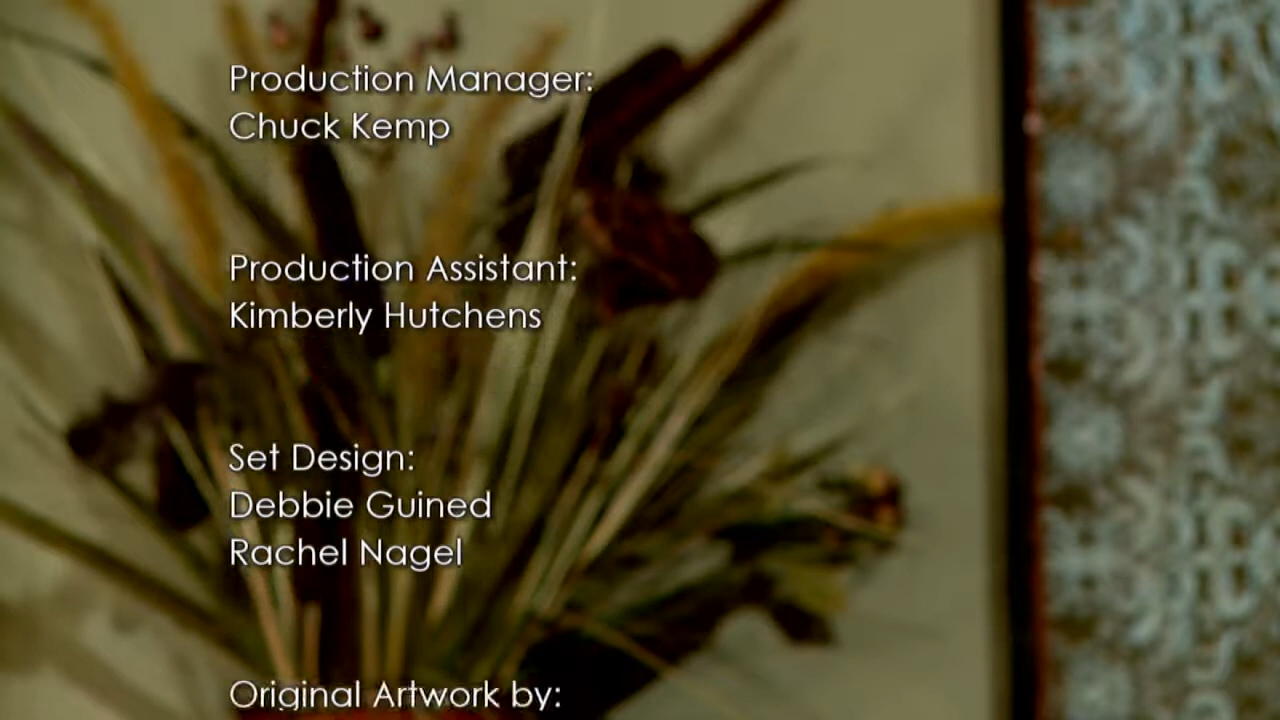 Production Manager:
Chuck Kemp
Production Assistant:
Kimberly Hutchens
Set Design:
Debbie Guined
Rachel Nagel
Original Artwork by: